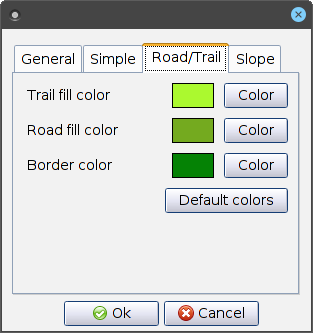 General Simple Road/Trail Slope
Trail fill color Color
Road fill color Color
Border color Color
Default colors
Ok Cancel